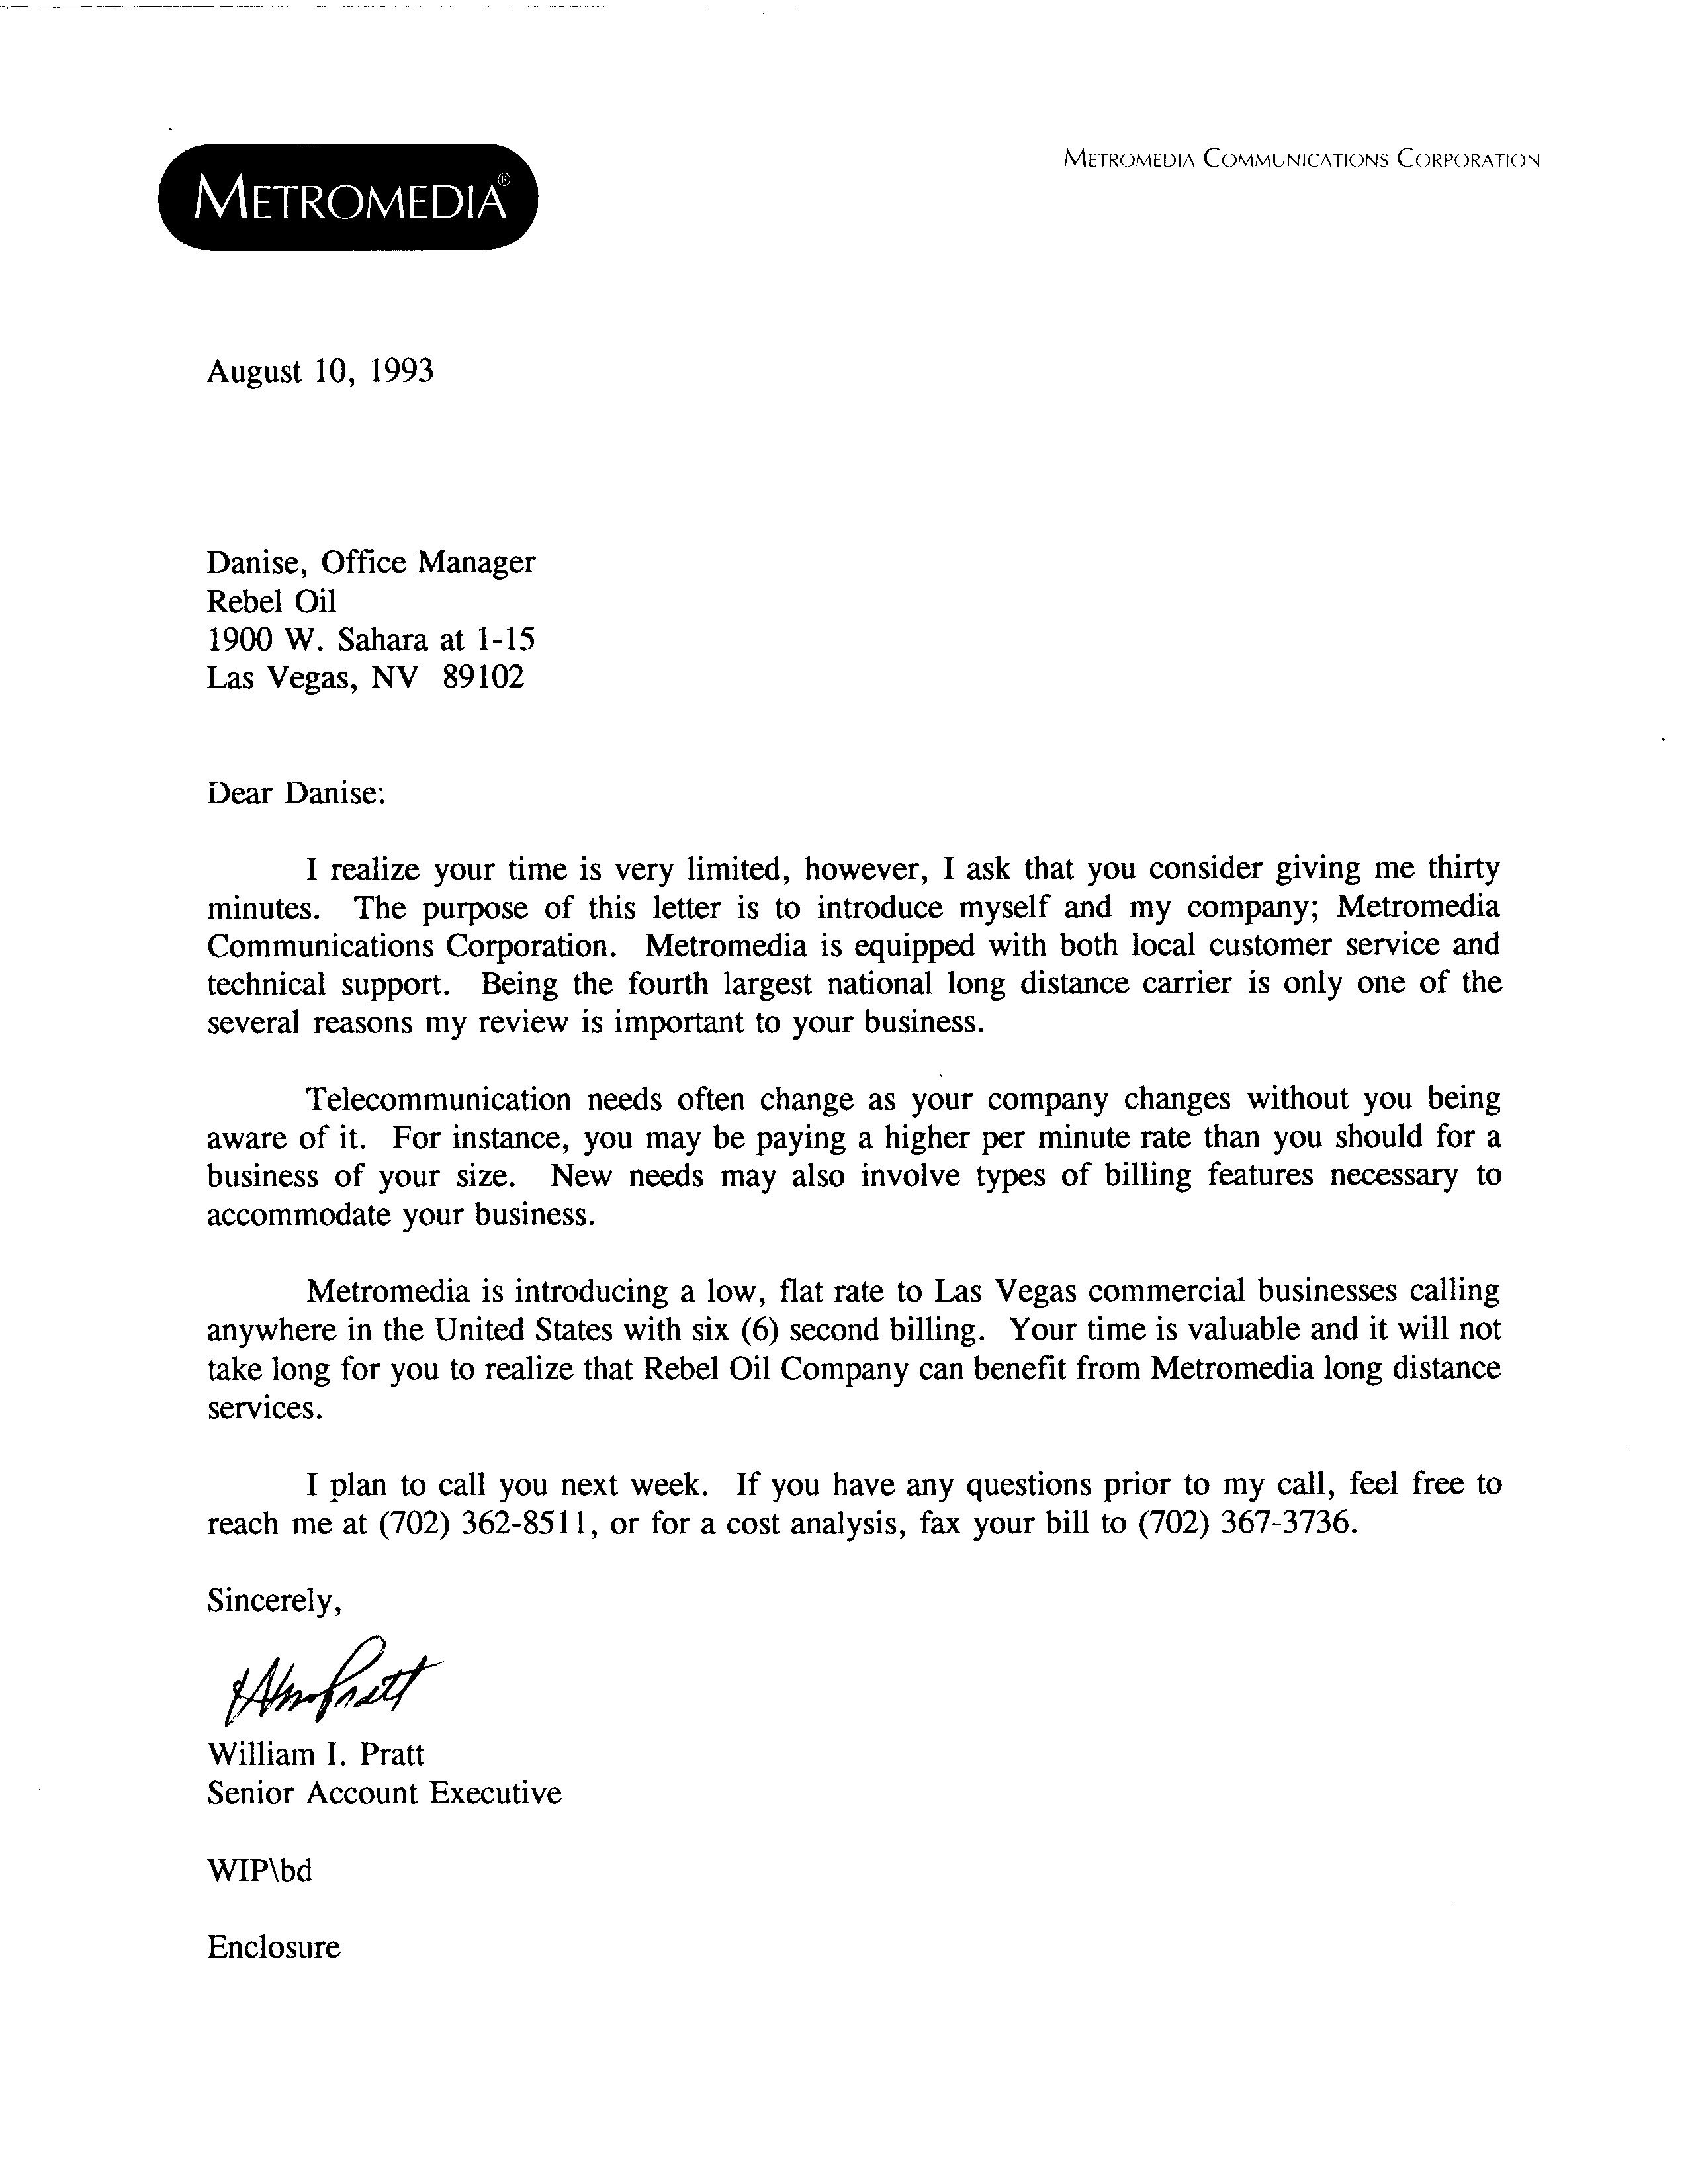 METROMEDIA®
METROMEDIA COMMUNICATIONS CORPORATION
August 10, 1993
Danise, Office Manager
Rebel Oil
1900 W. Sahara at 1-15
Las Vegas, NV 89102
Dear Danise:
I realize your time is very limited, however, I ask that you consider giving me thirty
minutes. The purpose of this letter is to introduce myself and my company; Metromedia
Communications Corporation. Metromedia is equipped with both local customer service and
technical support. Being the fourth largest national long distance carrier is only one of the
several reasons my review is important to your business.
Telecommunication needs often change as your company changes without you being
aware of it. For instance, you may be paying a higher per minute rate than you should for a
business of your size. New needs may also involve types of billing features necessary to
accommodate your business.
Metromedia is introducing a low, flat rate to Las Vegas commercial businesses calling
anywhere in the United States with six (6) second billing. Your time is valuable and it will not
take long for you to realize that Rebel Oil Company can benefit from Metromedia long distance
services.
I plan to call you next week. If you have any questions prior to my call, feel free to
reach me at (702) 362-8511, or for a cost analysis, fax your bill to (702) 367-3736.
Sincerely,
William I. Pratt
Senior Account Executive
WIP\bd
Enclosure